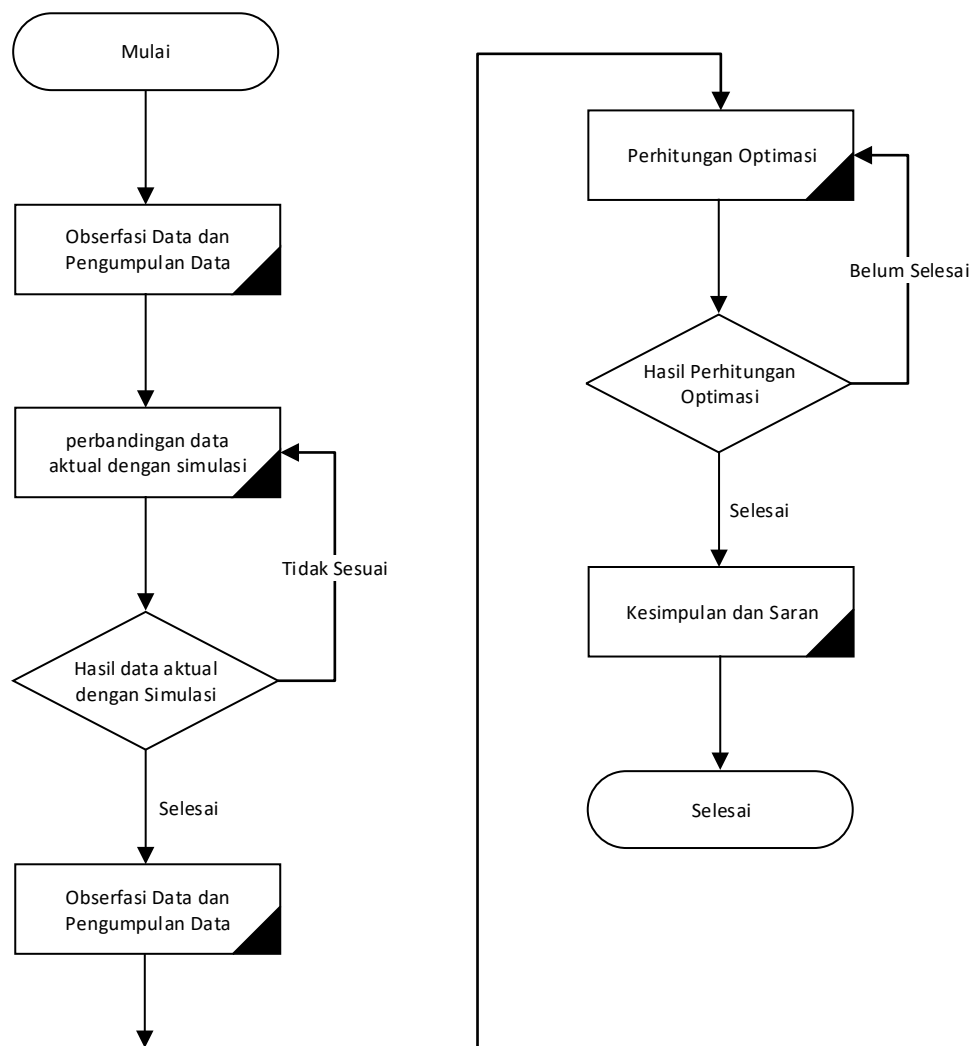 Mulai
Obserfasi Data dan
Pengumpulan Data
perbandingan data
aktual dengan simulasi
Tidak Sesuai
Hasil data aktual
dengan Simulasi
Selesai
Obserfasi Data dan
Pengumpulan Data
Perhitungan Optimasi
Belum Selesai
Hasil Perhitungan
Optimasi
Selesai
Kesimpulan dan Saran
Selesai